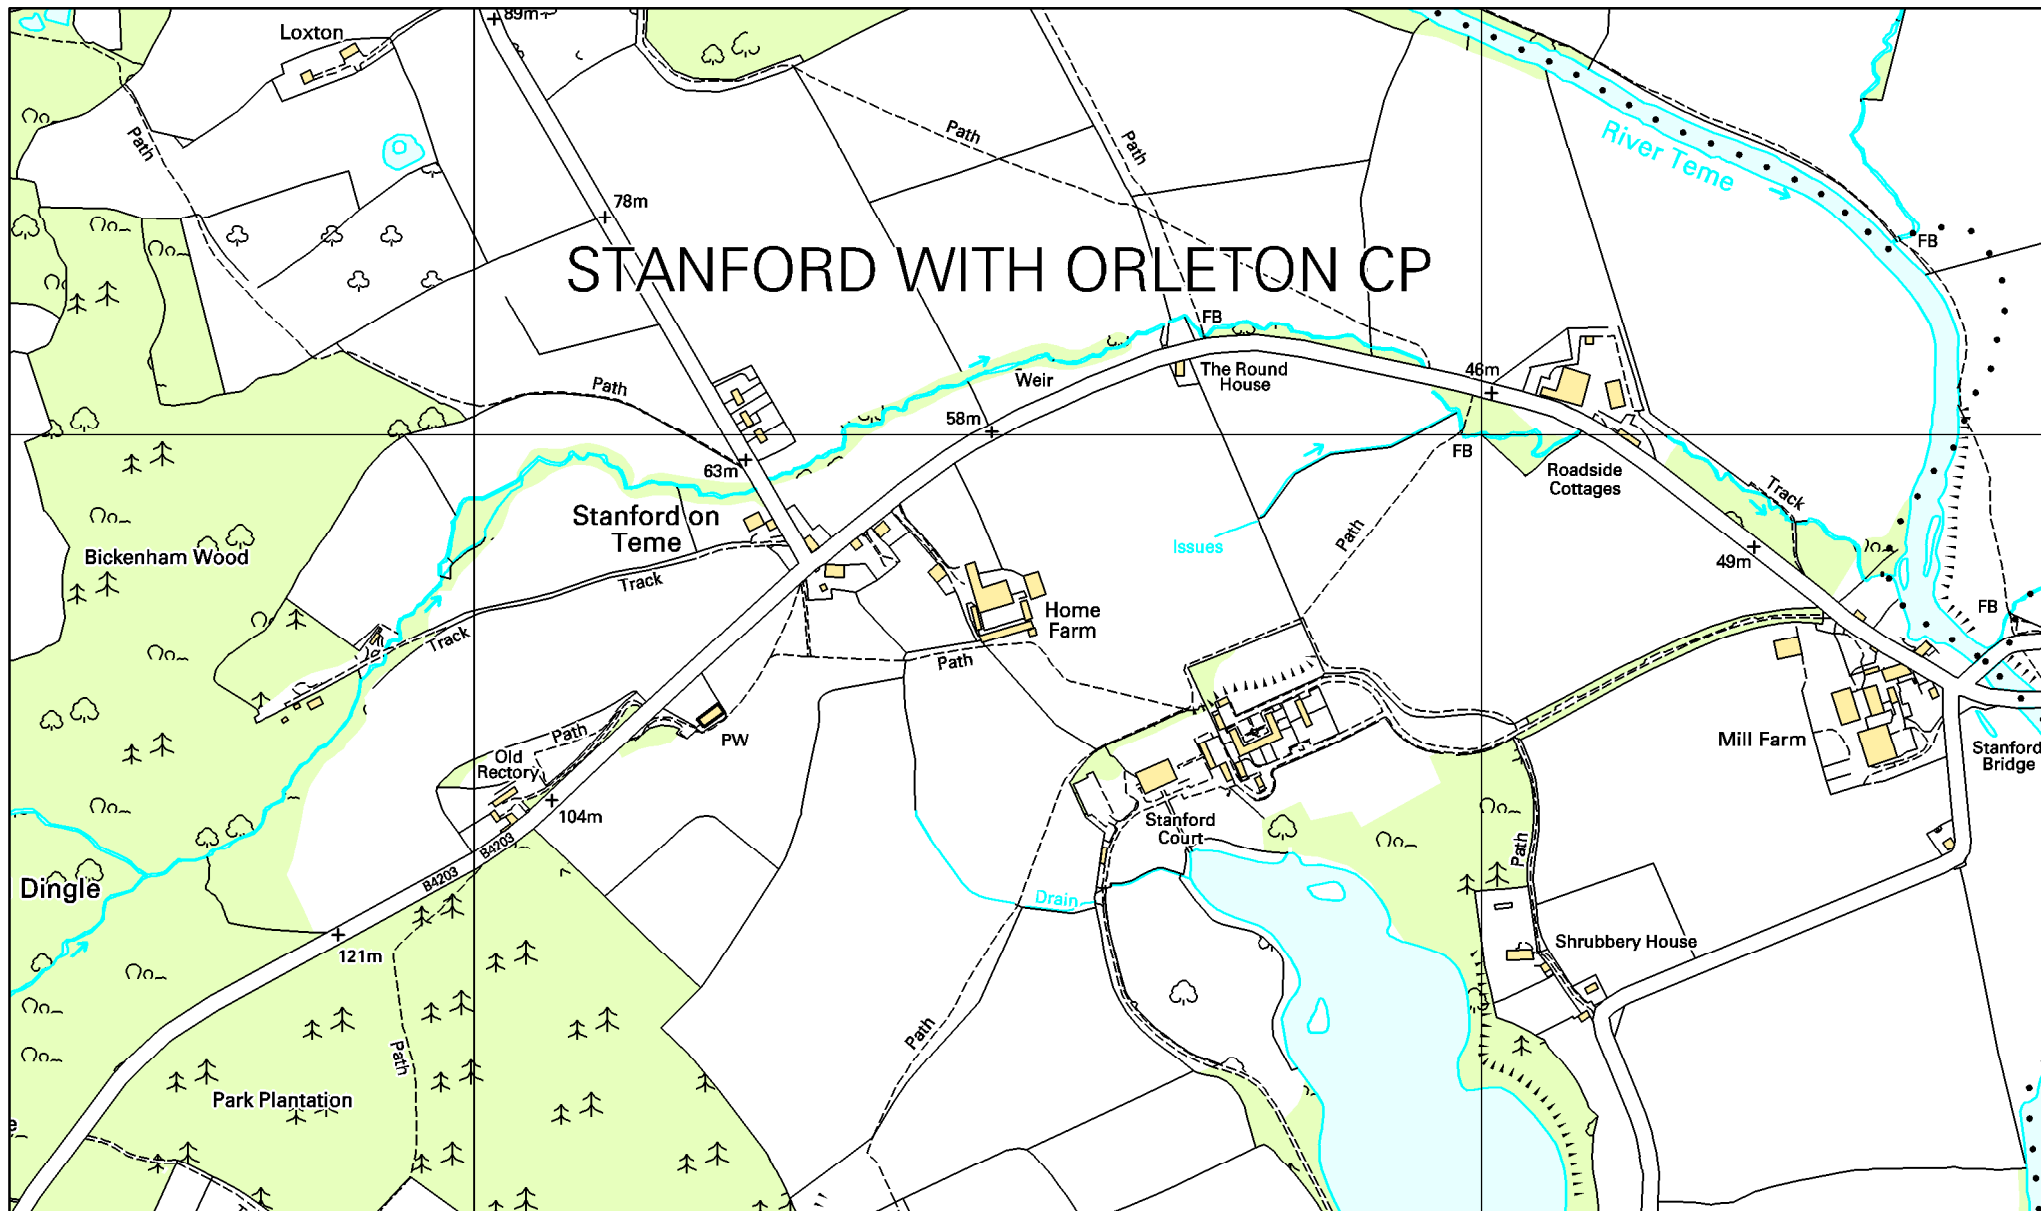 89m
Loxton
Path
Path
Path
River Teme
78m
FB
STANFORD WITH ORLETON CP
FB
The Round
House
46m
Weir
Path
58m
63m
FB
Roadside
Cottages
Track
Stanford on
Teme
Issues
Path
49m
Bickenham Wood
Track
Home
Farm
FB
Track
Path
Path
PW
Mill Farm
Stanford
Bridge
Old
Rectory
104m
Stanford
Court
B4203
B4203
Path
Dingle
Drain
Shrubbery House
121m
Path
Path
Park Plantation
e